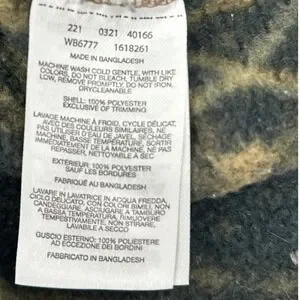 221 0321 40166
WB6777 1618261
MADE IN BANGLADESH
MACHINE WASH COLD GENTLE, WITH LIKE
COLORS, DO NOT BLEACH, TUMBLE DRY
LOW, REMOVE PROMPTLY, DO NOT IRON,
DRYCLEANABLE
SHELL: 100% POLYESTER
EXCLUSIVE OF TRIMMING
LAVAGE MACHINE À FROID, CYCLE DÉLICAT,
AVEC DES COULEURS SIMILAIRES, NE
PAS UTILISER D'EAU DE JAVEL, SÉCHAGE
MACHINE, BASSE TEMPÉRATURE, SORTIR
IMMÉDIATEMENT DE LA MACHINE, NE PAS
REPASSER, NETTOYABLE À SEC
EXTÉRIEUR: 100% POLYESTER
SAUF LES BORDURES
FABRIQUÉ AU BANGLADESH
LAVARE IN LAVATRICE IN ACQUA FREDDA,
CICLO DELICATO, CON COLORI SIMILI, NON
CANDEGGIARE, ASCIUGARE A TAMBURO
A BASSA TEMPERATURA, RIMUOVERE
TEMPESTIVAMENTE, NON STIRARE,
LAVABILE A SECCO
GUSCIO ESTERNO: 100% POLIESTERE
AD ECCEZIONE DEI BORDINI
FABBRICATO IN BANGLADESH